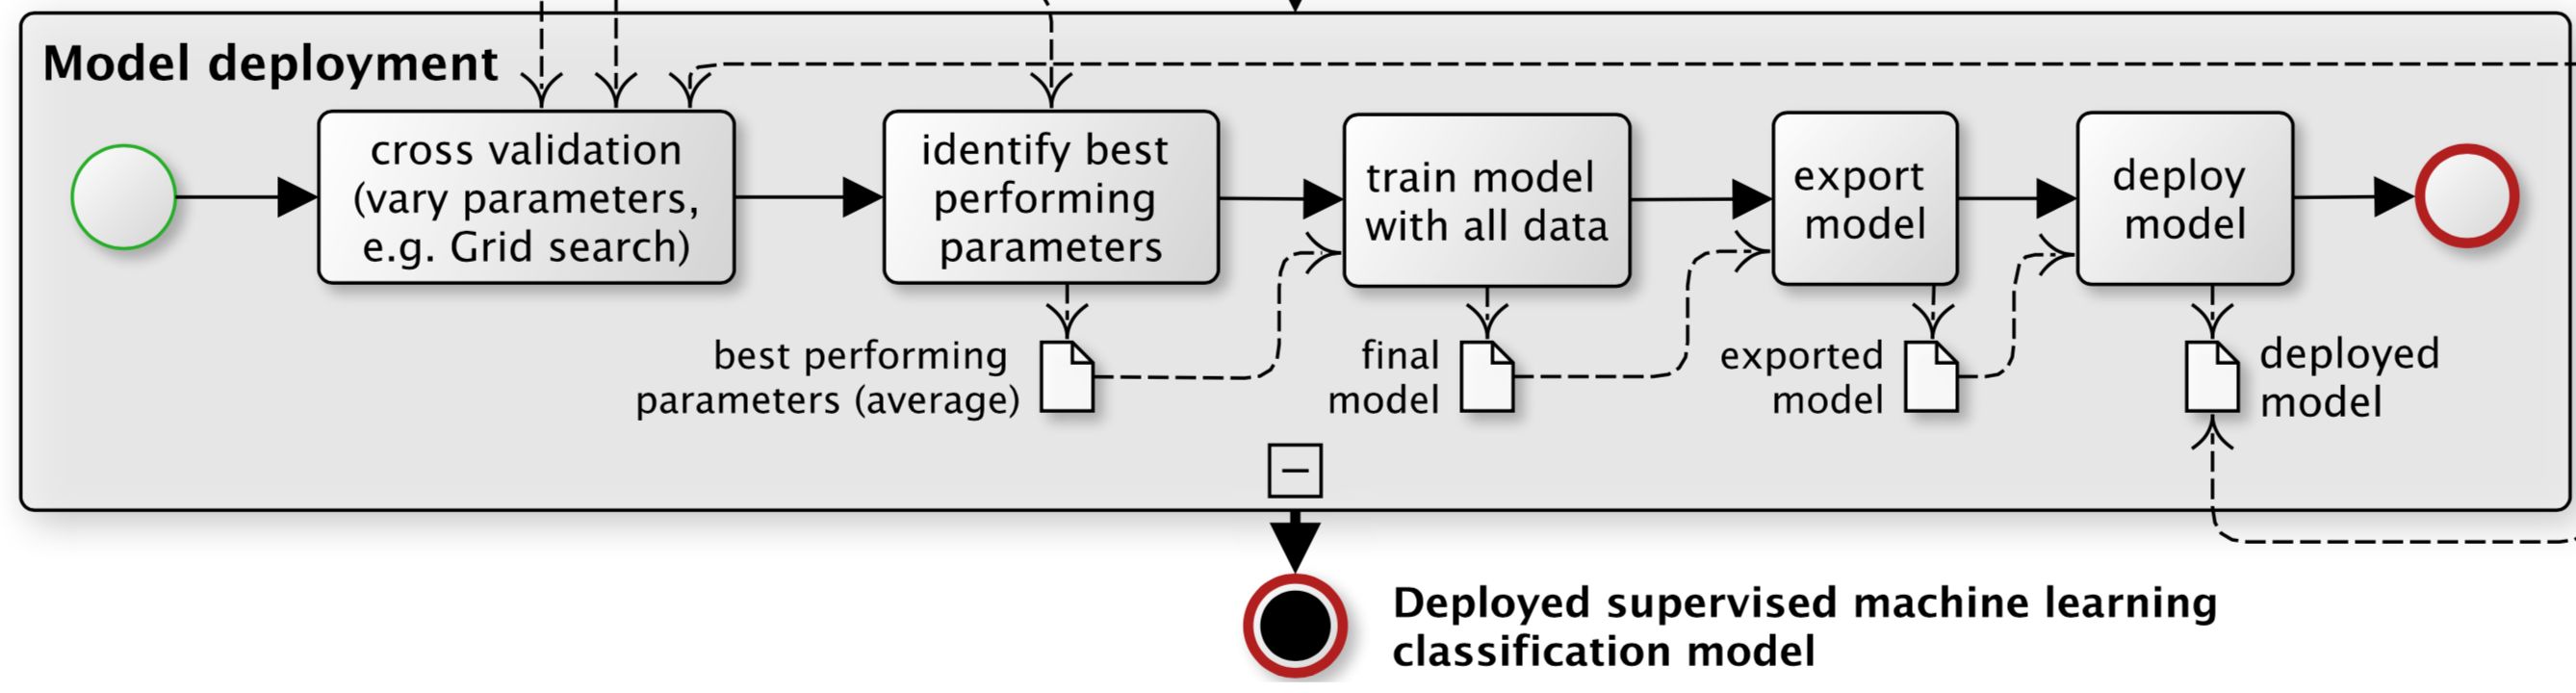 Model deployment
cross validation
(vary parameters,
e.g. Grid search)
identify best
performing
parameters
train model
with all data
export
model
deploy
model
best performing
parameters (average)
final
model
exported
model
deployed
model
Deployed supervised machine learning
classification model